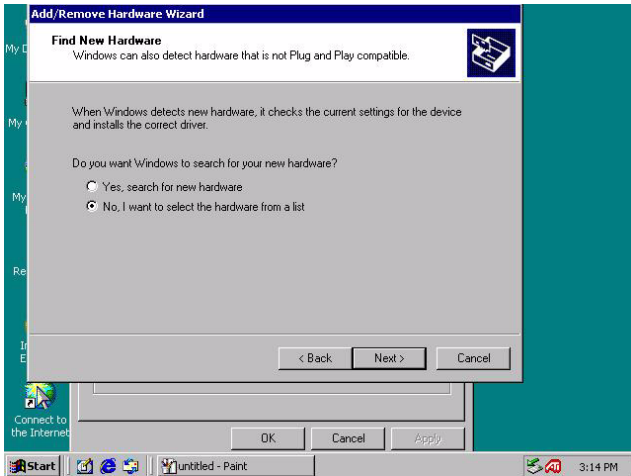 Add/Remove Hardware Wizard
Find New Hardware
Windows can also detect hardware that is not Plug and Play compatible.
When Windows detects new hardware, it checks the current settings for the device
and installs the correct driver.
Do you want Windows to search for your new hardware?
Yes, search for new hardware
No, I want to select the hardware from a list
< Back
Next >
Cancel
My
My
My
Connect to
the Internet
OK
Cancel
Apply
Start
untitled - Paint
3:14 PM